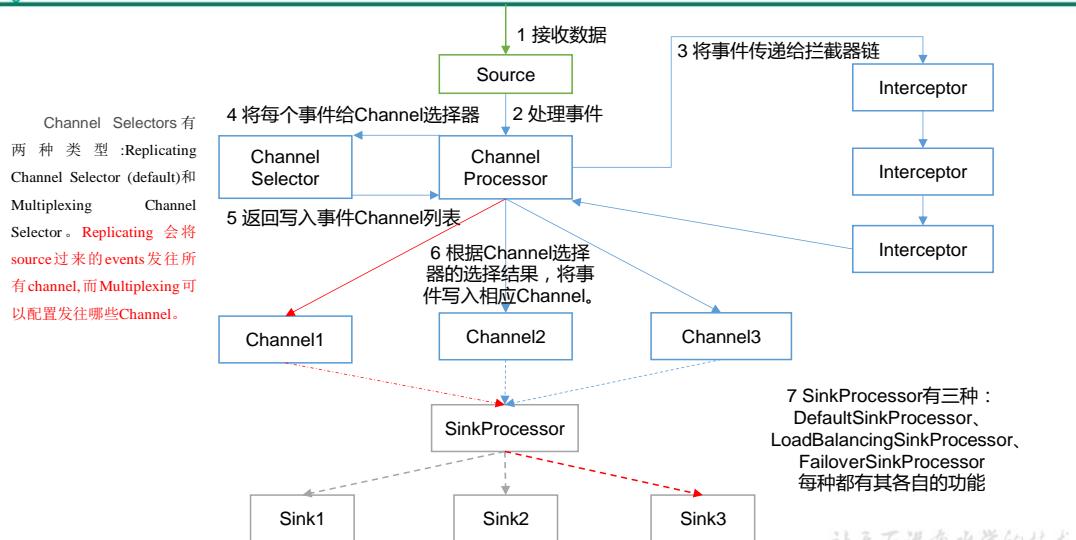 1 接收数据
Source
2 处理事件
3 将事件传递给拦截器链
Interceptor
Interceptor
Interceptor
4 将每个事件给Channel选择器
Channel
Selector
Channel
Processor
5 返回写入事件Channel列表
Channel Selectors 有
两种类型:Replicating
Channel Selector (default)和
Multiplexing Channel
Selector。Replicating 会将
source过来的events发往所
有channel,而Multiplexing可
以配置发往哪些Channel。
6 根据Channel选择
器的选择结果，将事
件写入相应Channel。
Channel1
Channel2
Channel3
SinkProcessor
7 SinkProcessor有三种：
DefaultSinkProcessor、
LoadBalancingSinkProcessor、
FailoverSinkProcessor
每种都有其各自的功能
Sink1
Sink2
Sink3